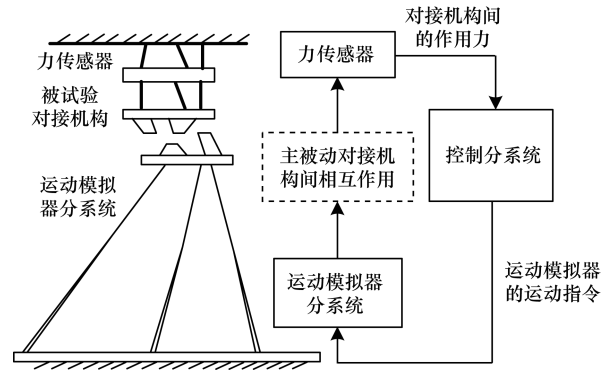 力传感器
被试验
对接机构
运动模拟
器分系统
力传感器
对接机构间
的作用力
主被动对接机
构间相互作用
控制分系统
运动模拟器
分系统
运动模拟器
的运动指令